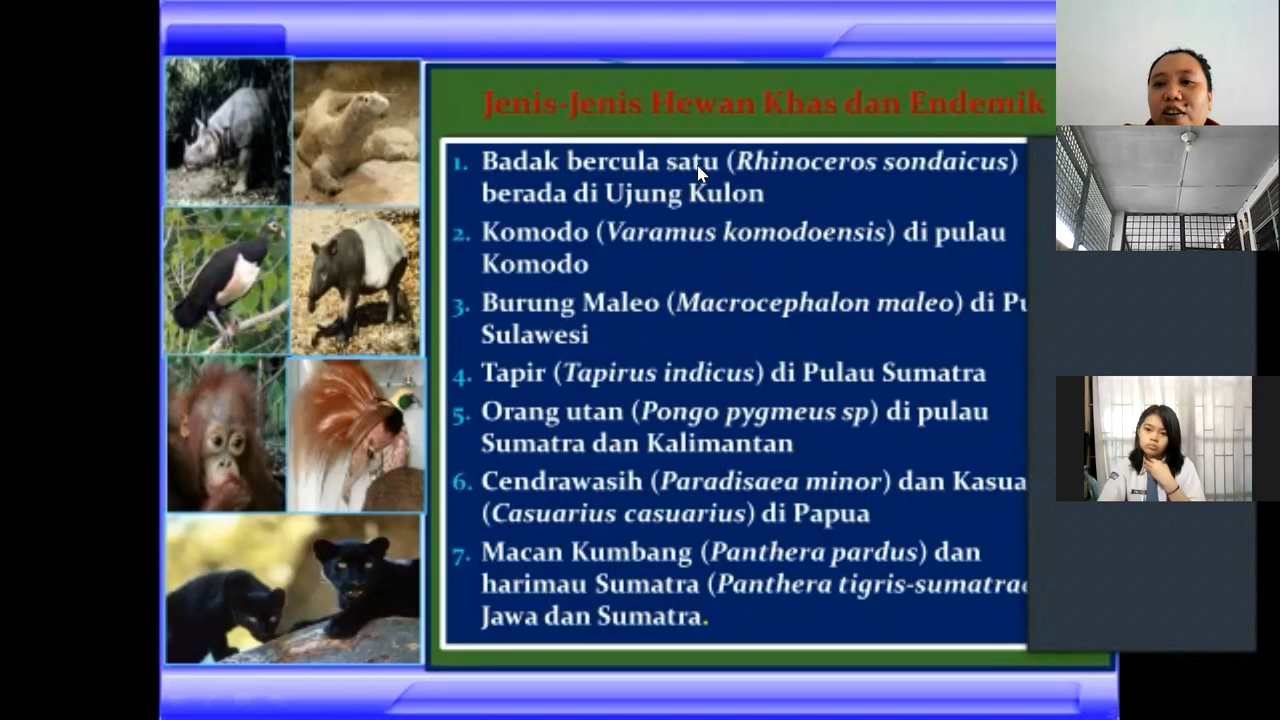 Jenis-Jenis Hewan Khas dan Endemik
1. Badak bercula satu (Rhinoceros sondaicus)
berada di Ujung Kulon
2. Komodo (Varamus komodoensis) di pulau
Komodo
3. Burung Maleo (Macrocephalon maleo) di Pu
Sulawesi
4. Tapir (Tapirus indicus) di Pulau Sumatra
5. Orang utan (Pongo pygmeus sp) di pulau
Sumatra dan Kalimantan
6. Cendrawasih (Paradisaea minor) dan Kasua
(Casuarius casuarius) di Papua
7. Macan Kumbang (Panthera pardus) dan
harimau Sumatra (Panthera tigris-sumatra
Jawa dan Sumatra.